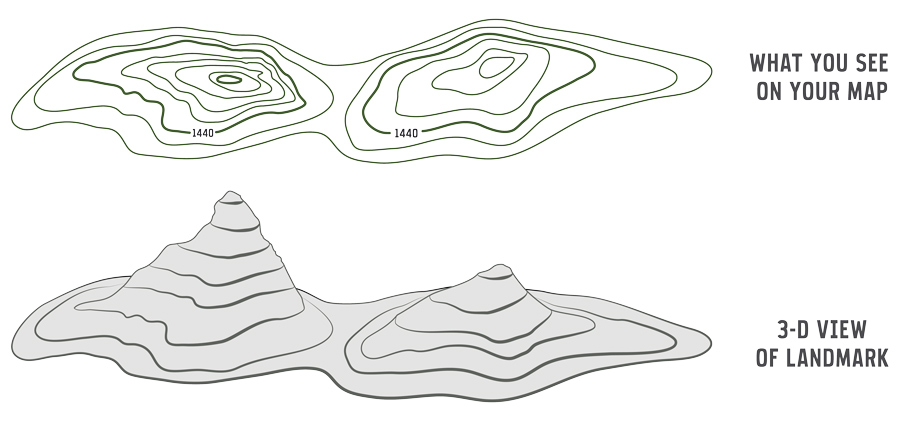 WHAT YOU SEE
ON YOUR MAP
1440
1440
3-D VIEW
OF LANDMARK